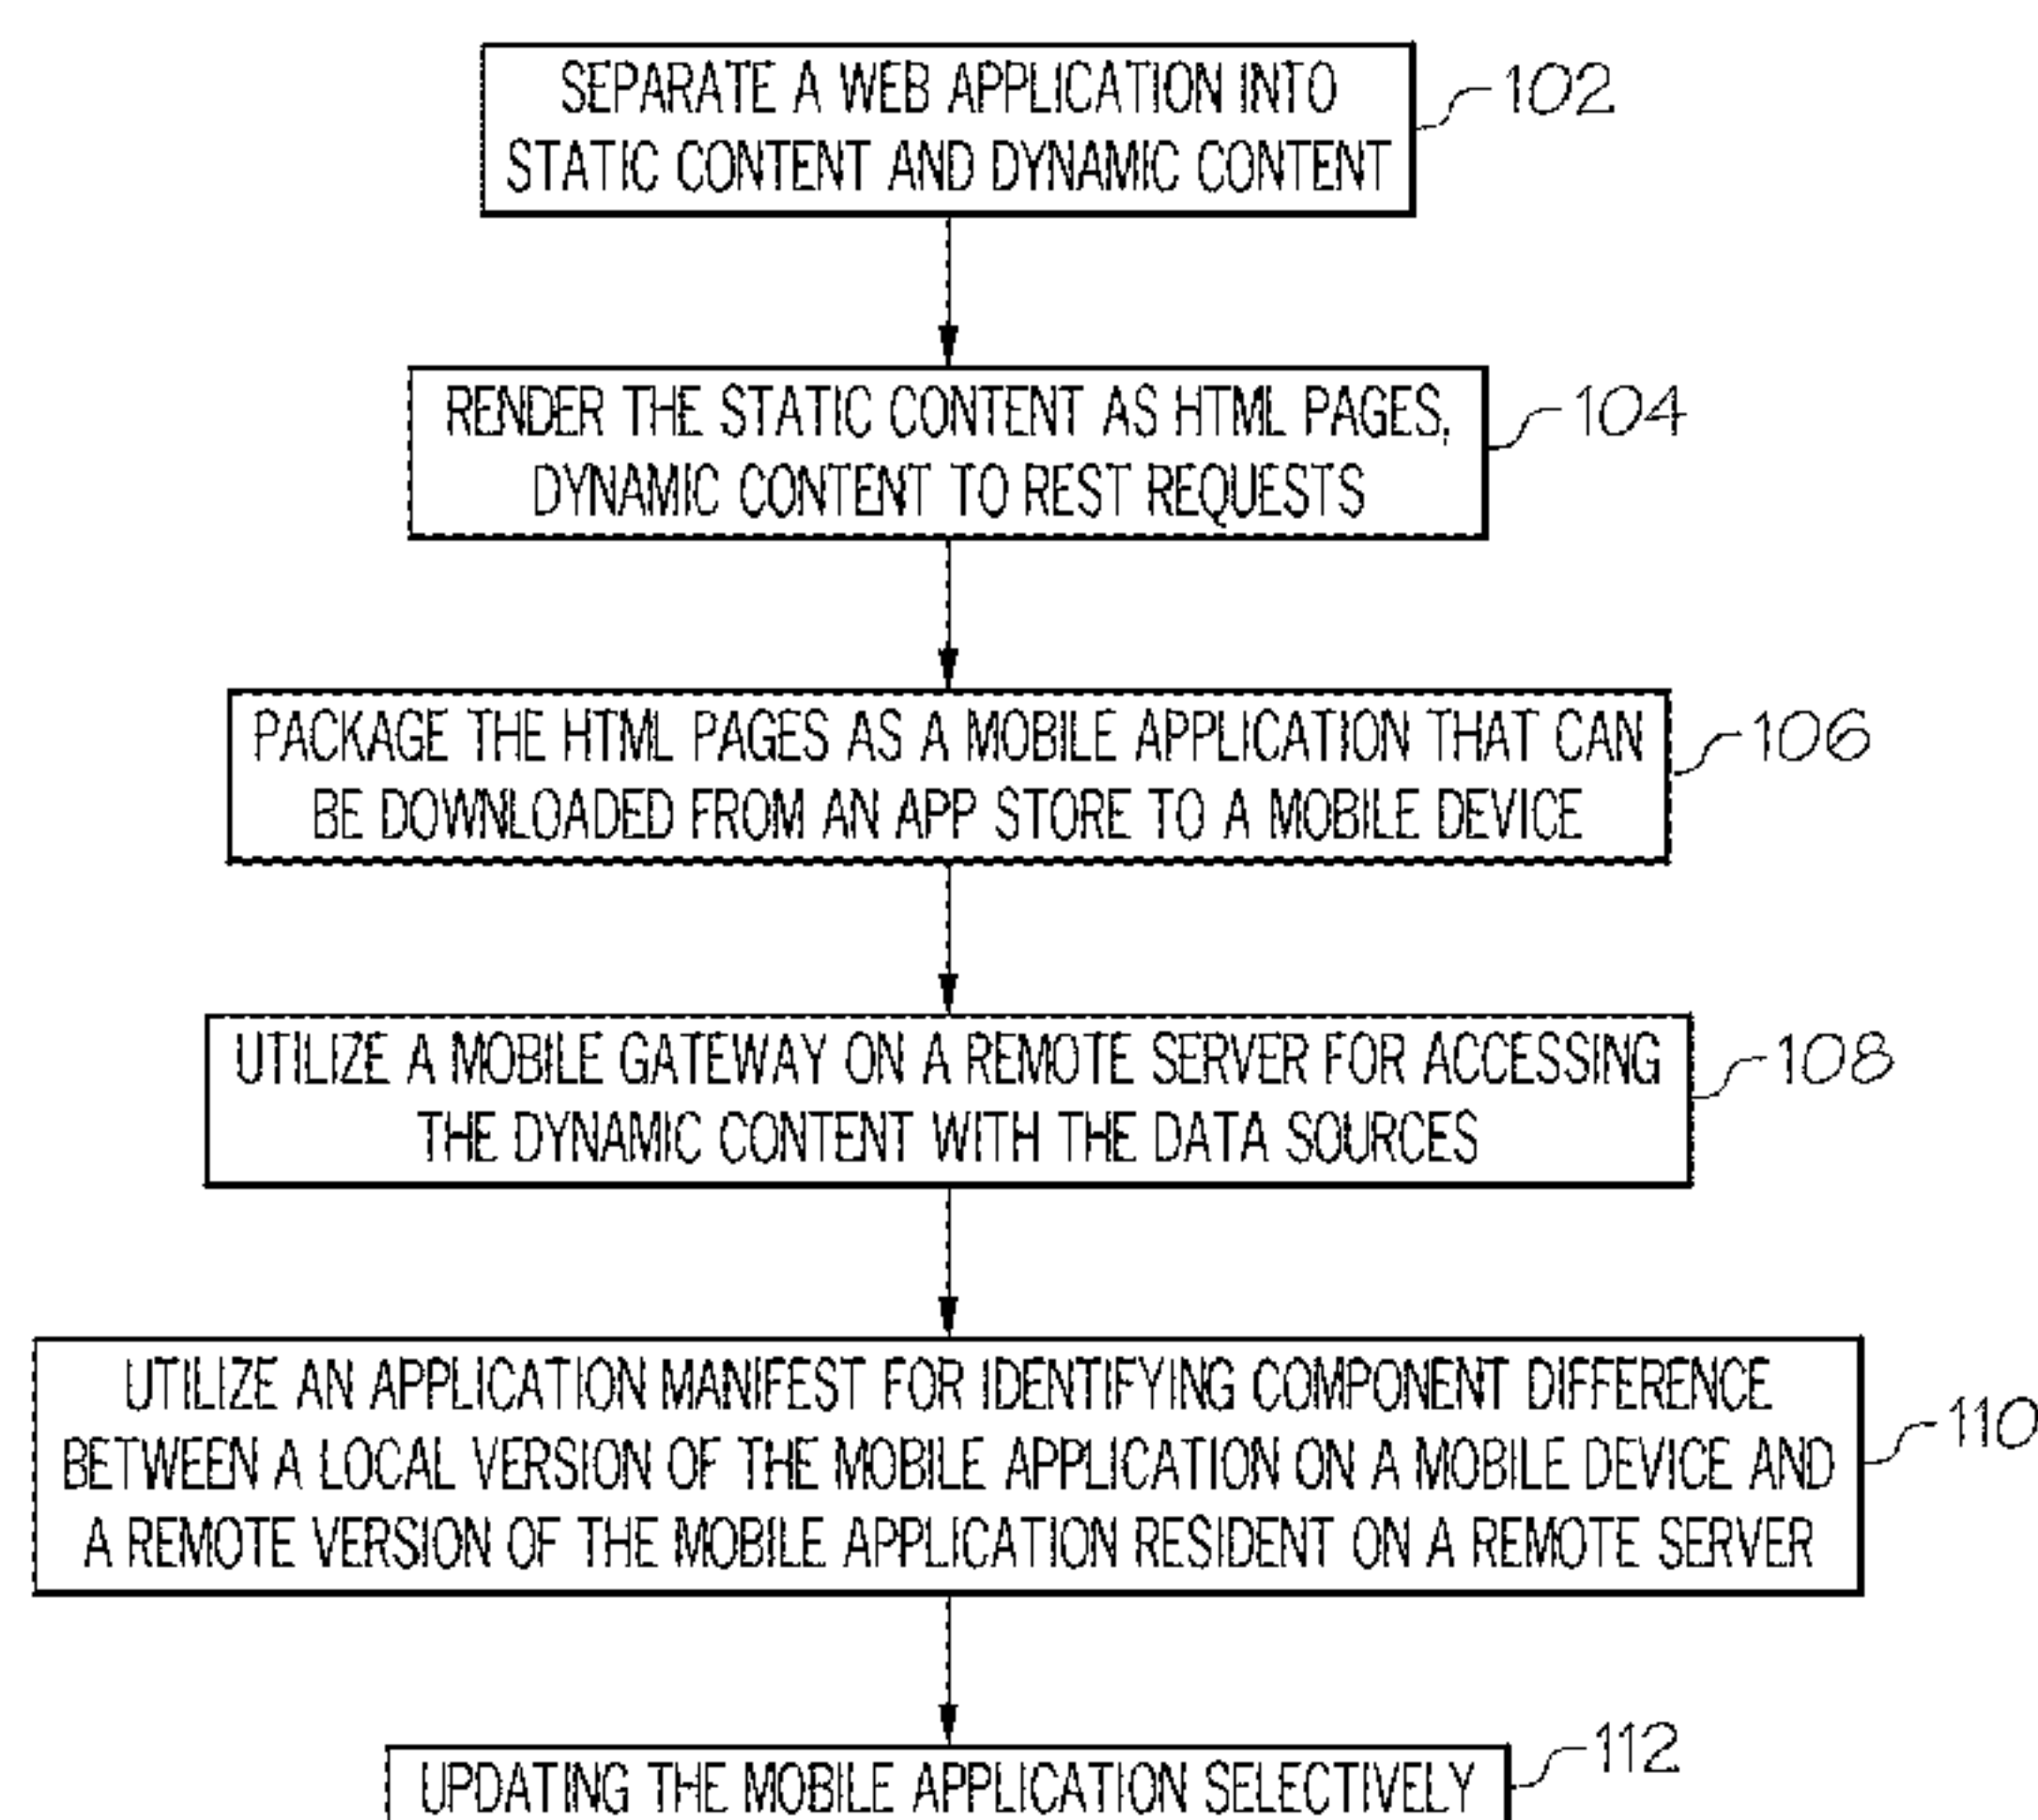 SEPARATE A WEB APPLICATION INTO
STATIC CONTENT AND DYNAMIC CONTENT
102
RENDER THE STATIC CONTENT AS HTML PAGES,
DYNAMIC CONTENT TO REST REQUESTS
104
PACKAGE THE HTML PAGES AS A MOBILE APPLICATION THAT CAN
BE DOWNLOADED FROM AN APP STORE TO A MOBILE DEVICE
106
UTILIZE A MOBILE GATEWAY ON A REMOTE SERVER FOR ACCESSING
THE DYNAMIC CONTENT WITH THE DATA SOURCES
108
UTILIZE AN APPLICATION MANIFEST FOR IDENTIFYING COMPONENT DIFFERENCE
BETWEEN A LOCAL VERSION OF THE MOBILE APPLICATION ON A MOBILE DEVICE AND
A REMOTE VERSION OF THE MOBILE APPLICATION RESIDENT ON A REMOTE SERVER
110
UPDATING THE MOBILE APPLICATION SELECTIVELY
112